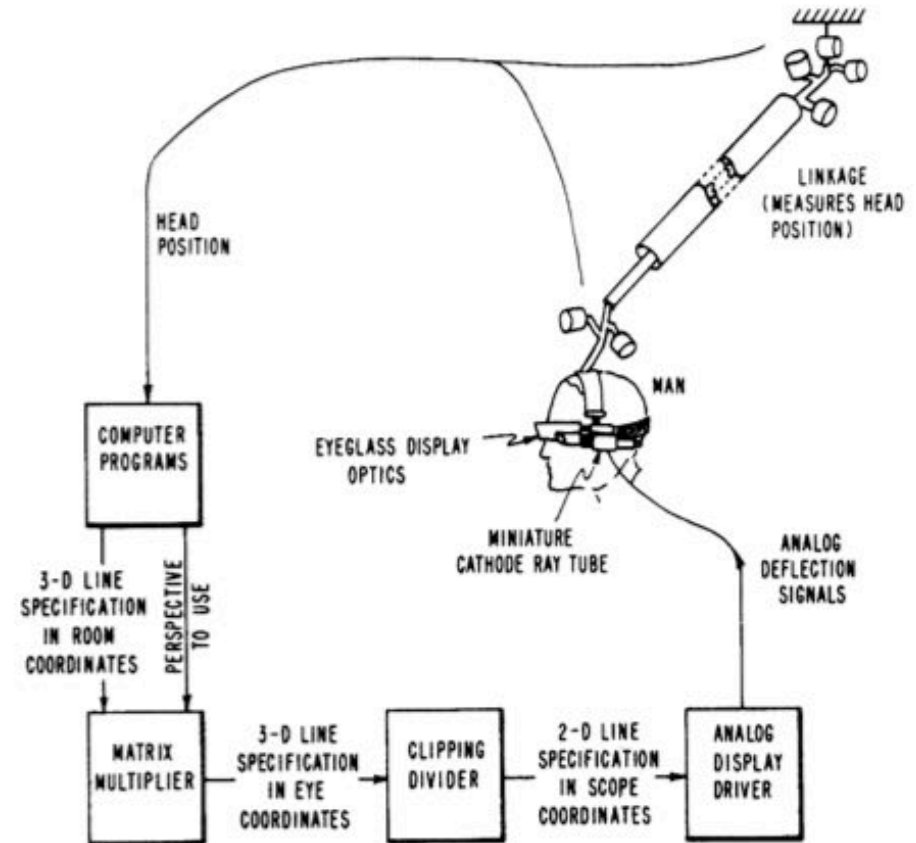 LINKAGE
(MEASURES HEAD
POSITION)
HEAD
POSITION
MAN
COMPUTER
PROGRAMS
EYEGLASS DISPLAY
OPTICS
MINIATURE
CATHODE RAY TUBE
ANALOG
DEFLECTION
SIGNALS
3-D LINE
SPECIFICATION
IN ROOM
COORDINATES
PERSPECTIVE
TO USE
MATRIX
MULTIPLIER
3-D LINE
SPECIFICATION
IN EYE
COORDINATES
CLIPPING
DIVIDER
2-D LINE
SPECIFICATION
IN SCOPE
COORDINATES
ANALOG
DISPLAY
DRIVER